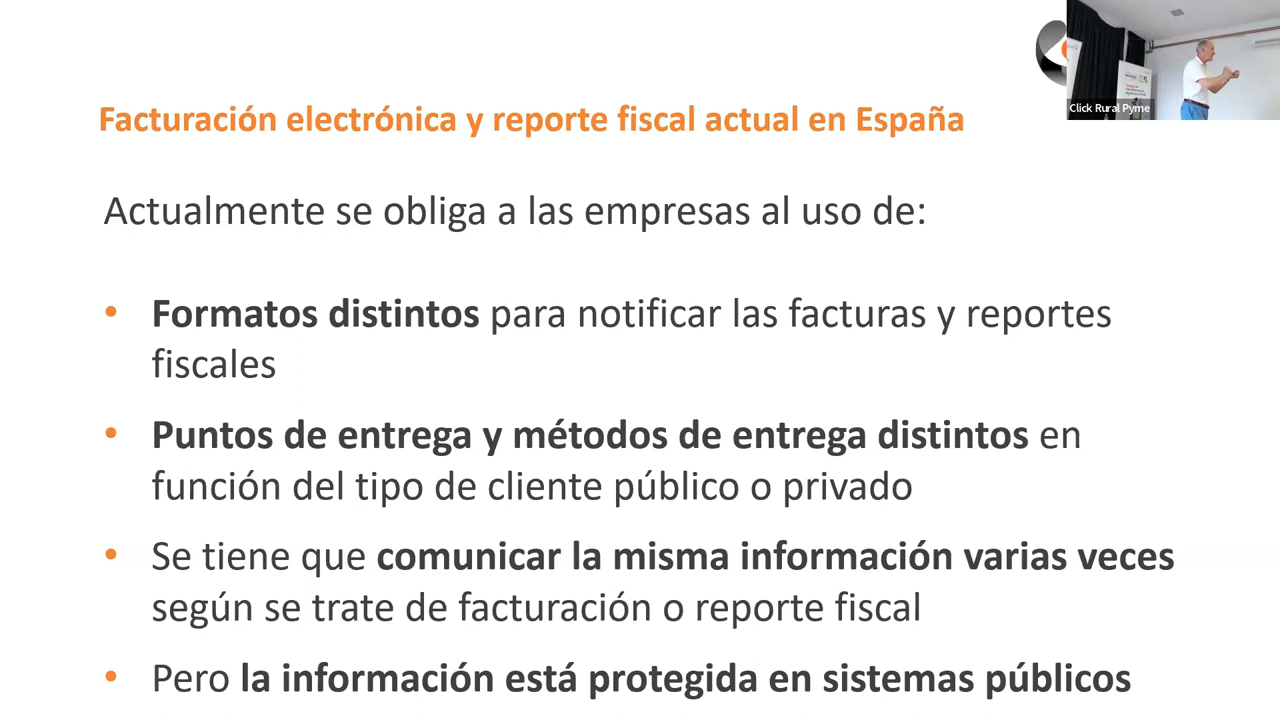 Facturación electrónica y reporte fiscal actual en España
Click Rural Pyme
Actualmente se obliga a las empresas al uso de:
• Formatos distintos para notificar las facturas y reportes
fiscales
• Puntos de entrega y métodos de entrega distintos en
función del tipo de cliente público o privado
• Se tiene que comunicar la misma información varias veces
según se trate de facturación o reporte fiscal
• Pero la información está protegida en sistemas públicos